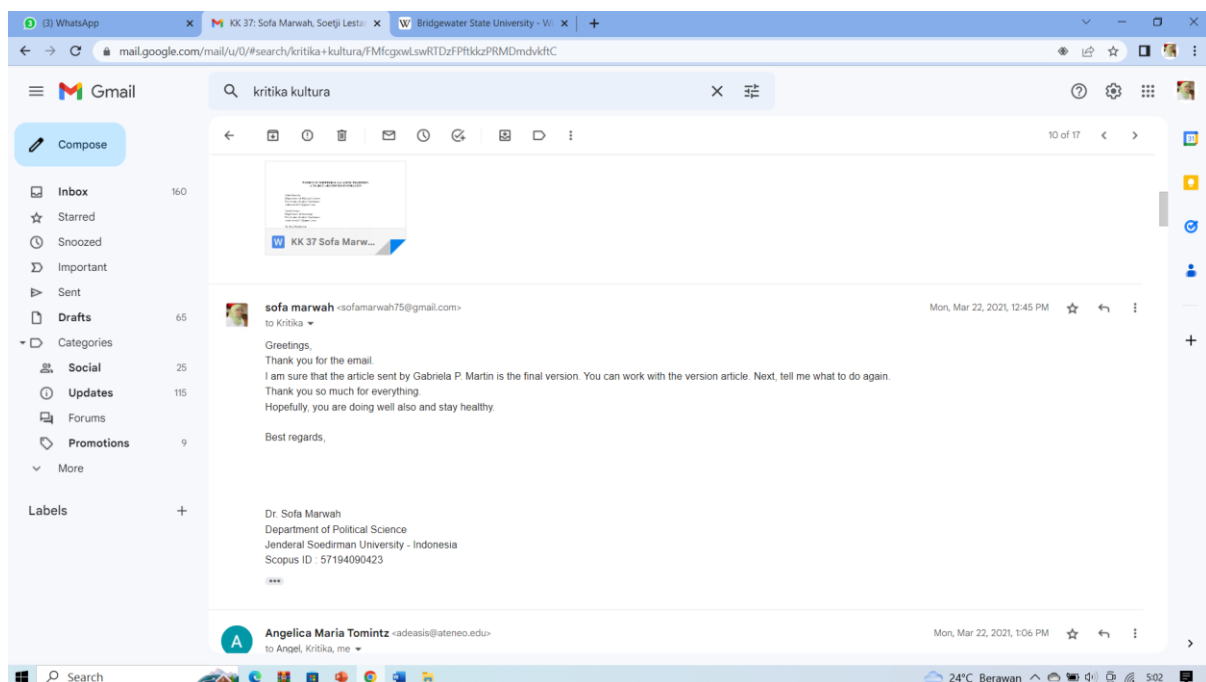 (3) WhatsApp
KK 37: Sofa Marwah, Soetji Lestar
Bridgewater State University - Wi
mail.google.com/mail/u/0/#search/kritika+kultura/FMfcgxwLswRTDzFPftkkzPRMDmdvkftC
Gmail
kritika kultura
Compose
10 of 17
Inbox 160
Starred
Snoozed
Important
Sent
Drafts 65
Categories
Social 25
Updates 115
Forums
Promotions 9
More
Labels
W KK 37 Sofa Marw...
sofa marwah <sofamarwah75@gmail.com> Mon, Mar 22, 2021, 12:45 PM
to Kritika
Greetings,
Thank you for the email.
I am sure that the article sent by Gabriela P. Martin is the final version. You can work with the version article. Next, tell me what to do again.
Thank you so much for everything.
Hopefully, you are doing well also and stay healthy.
Best regards,
Dr. Sofa Marwah
Department of Political Science
Jenderal Soedirman University - Indonesia
Scopus ID : 57194090423
A
Angelica Maria Tomintz <adeasis@ateneo.edu> Mon, Mar 22, 2021, 1:06 PM
to Angel, Kritika, me
Search
24°C Berawan
5:02